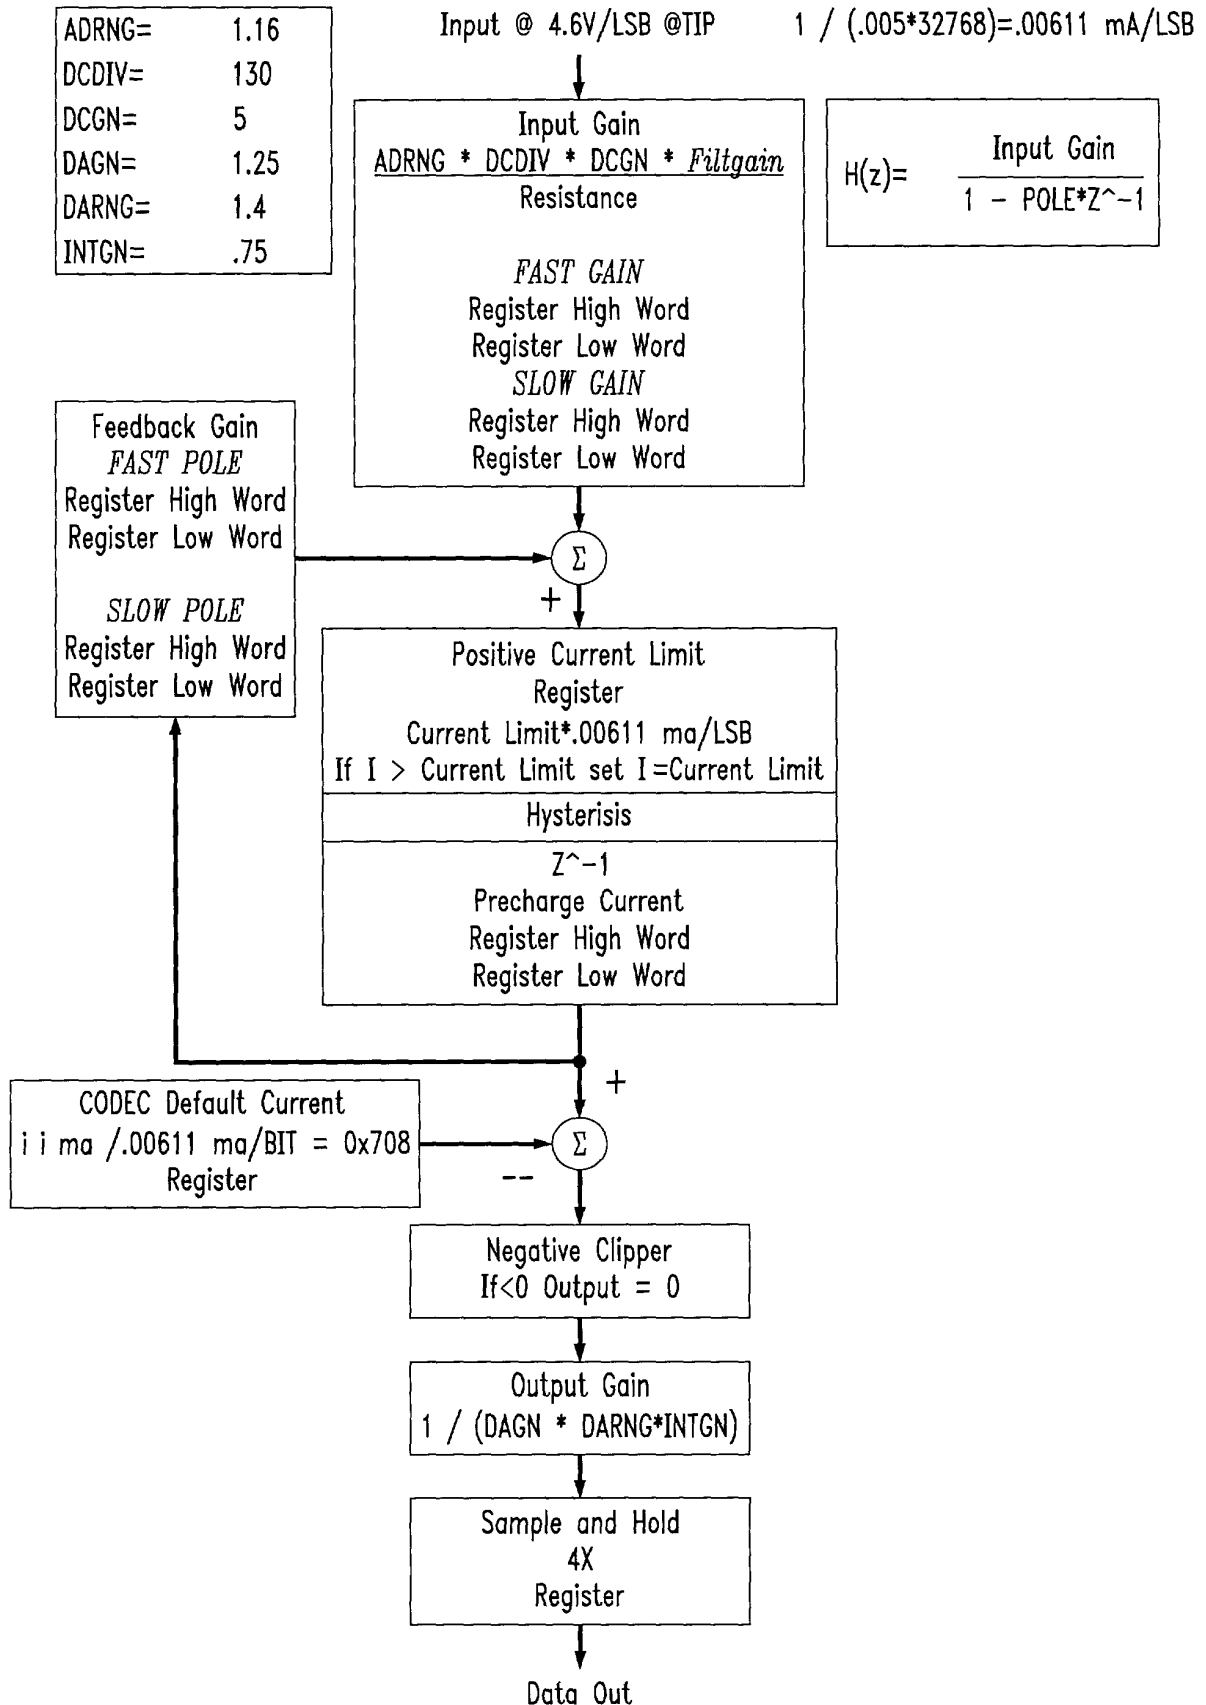 ADRNG= 1.16
DCDIV= 130
DCGN= 5
DAGN= 1.25
DARNG= 1.4
INTGN= .75
Input @ 4.6V/LSB @TIP
1 / (.005*32768)=.00611 mA/LSB
Input Gain
ADRNG * DCDIV * DCGN * Filtgain
Resistance
FAST GAIN
Register High Word
Register Low Word
SLOW GAIN
Register High Word
Register Low Word
H(z)= Input Gain
1 - POLE*Z^-1
Feedback Gain
FAST POLE
Register High Word
Register Low Word
SLOW POLE
Register High Word
Register Low Word
Σ
+
Positive Current Limit
Register
Current Limit*.00611 ma/LSB
If I > Current Limit set I=Current Limit
Hysterisis
Z^-1
Precharge Current
Register High Word
Register Low Word
+
CODEC Default Current
i i ma /.00611 ma/BIT = 0x708
Register
Σ
--
Negative Clipper
If<0 Output = 0
Output Gain
1 / (DAGN * DARNG*INTGN)
Sample and Hold
4X
Register
Data Out